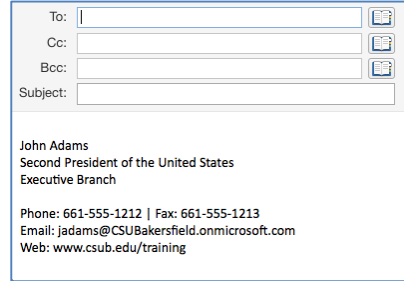 To:
Cc:
Bcc:
Subject:
John Adams
Second President of the United States
Executive Branch
Phone: 661-555-1212 | Fax: 661-555-1213
Email: jadams@CSUBakersfield.onmicrosoft.com
Web: www.csub.edu/training